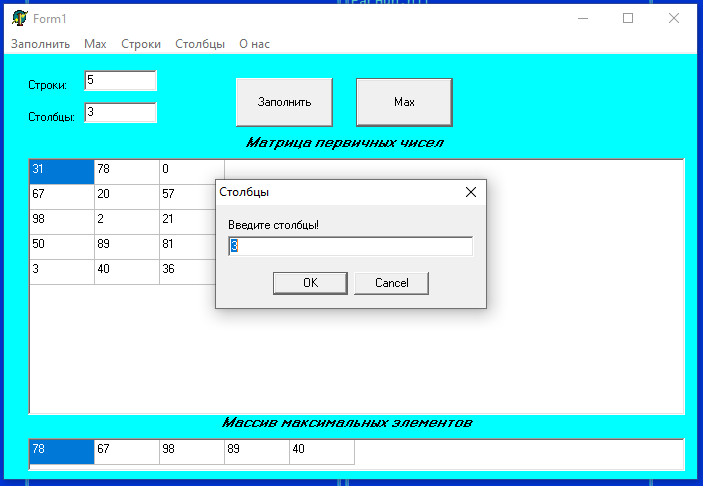 Form1
Заполнить Max Строки Столбцы О нас
Строки: 5
Столбцы: 3
Заполнить Max
Матрица первичных чисел
31 78 0
67 20 57
98 2 21
50 89 81
3 40 36
Столбцы
Введите столбцы!
3
OK Cancel
Массив максимальных элементов
78 67 98 89 40